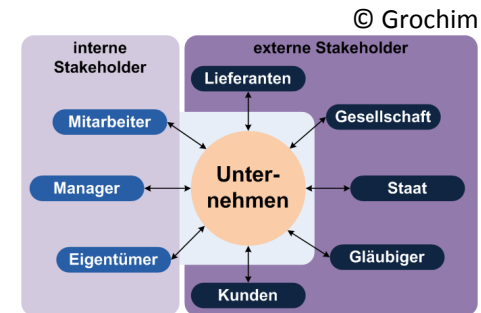 © Grochim
interne
Stakeholder
externe Stakeholder
Lieferanten
Mitarbeiter
Gesellschaft
Manager
Unter-
nehmen
Staat
Eigentümer
Gläubiger
Kunden